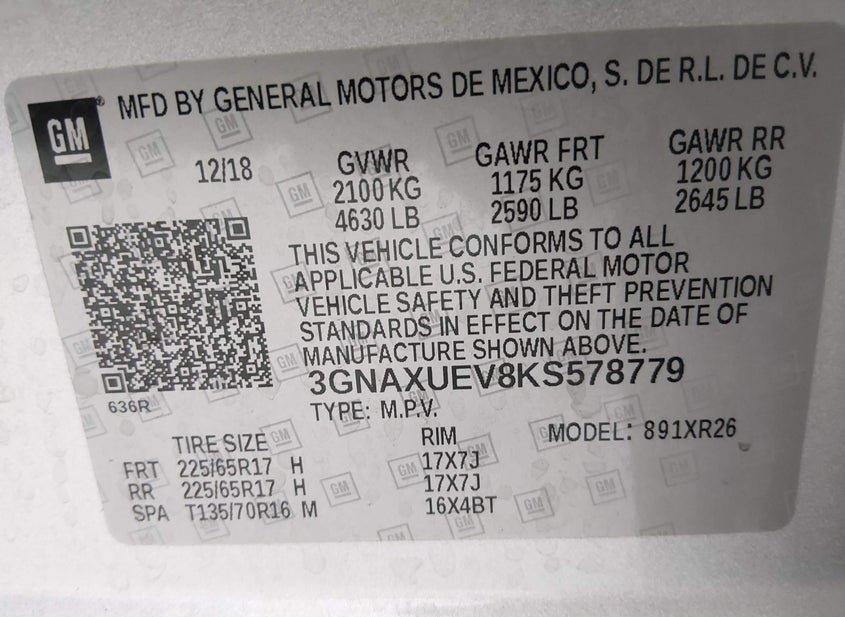 GM® MFD BY GENERAL MOTORS DE MEXICO, S. DE R.L. DE C.V.
12/18 GVWR GAWR FRT GAWR RR
2100 KG 1175 KG 1200 KG
4630 LB 2590 LB 2645 LB
THIS VEHICLE CONFORMS TO ALL
APPLICABLE U.S. FEDERAL MOTOR
VEHICLE SAFETY AND THEFT PREVENTION
STANDARDS IN EFFECT ON THE DATE OF
MANUFACTURE SHOWN ABOVE.
3GNAXUEV8KS578779
636R
TYPE: M.P.V.
TIRE SIZE RIM MODEL: 891XR26
FRT 225/65R17 H 17X7J
RR 225/65R17 H 17X7J
SPA T135/70R16 M 16X4BT